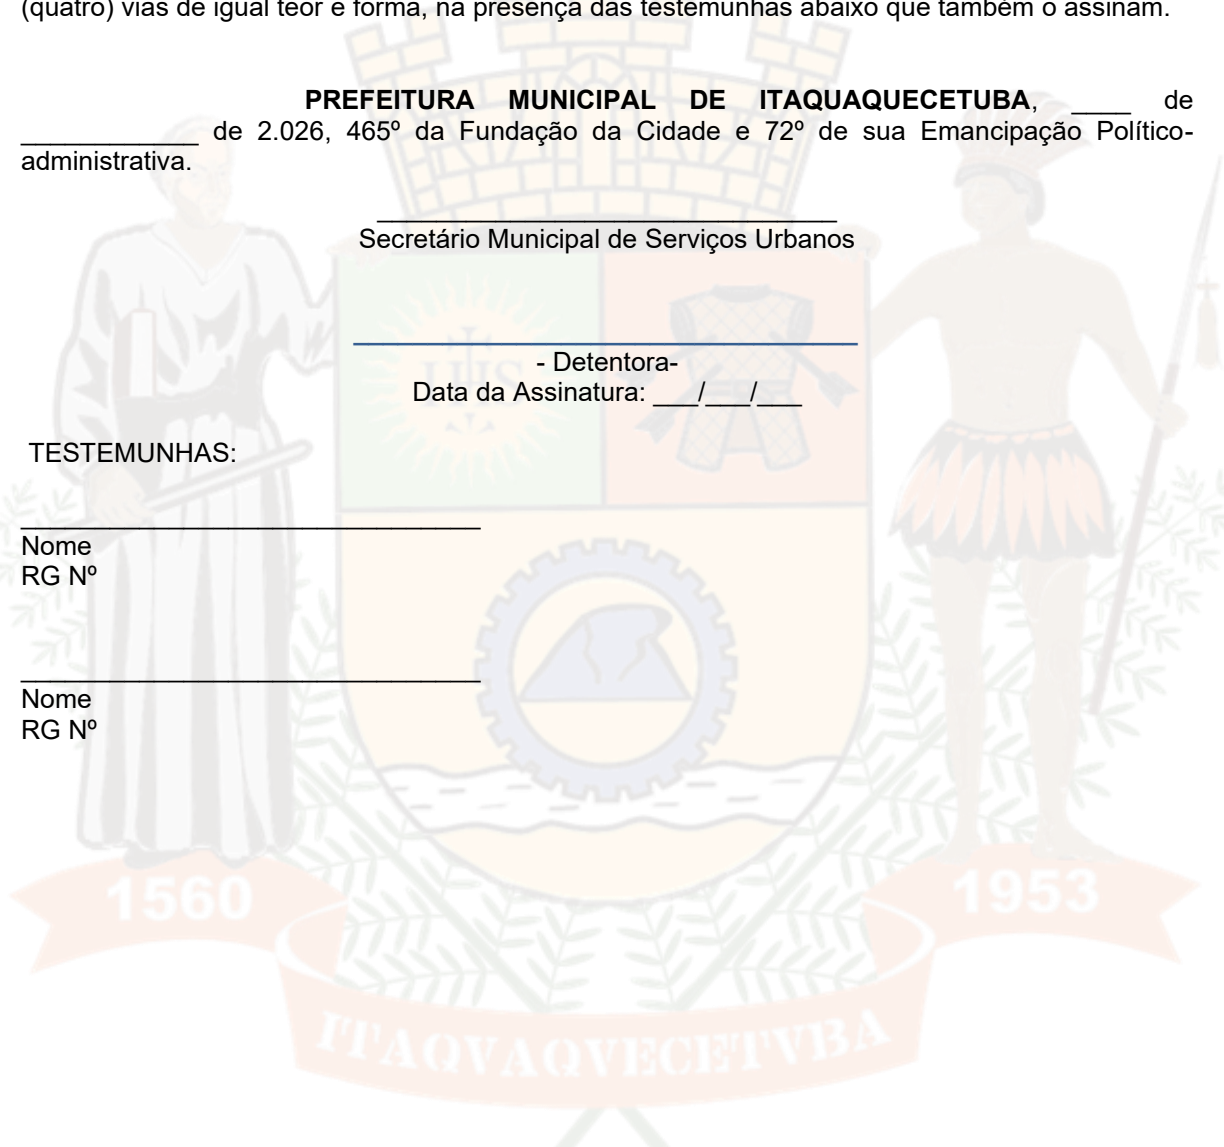 (quatro) vias de igual teor e forma, na presença das testemunhas abaixo que também o assinam.
PREFEITURA MUNICIPAL DE ITAQUAQUECETUBA, ____ de
____________ de 2.026, 465º da Fundação da Cidade e 72º de sua Emancipação Político-
administrativa.
_______________________________
Secretário Municipal de Serviços Urbanos
__________________________________
- Detentora-
Data da Assinatura: ___/___/___
TESTEMUNHAS:
_______________________________
Nome
RG Nº
_______________________________
Nome
RG Nº
IHS
1560
1953
ITAQVAQVECETVBA